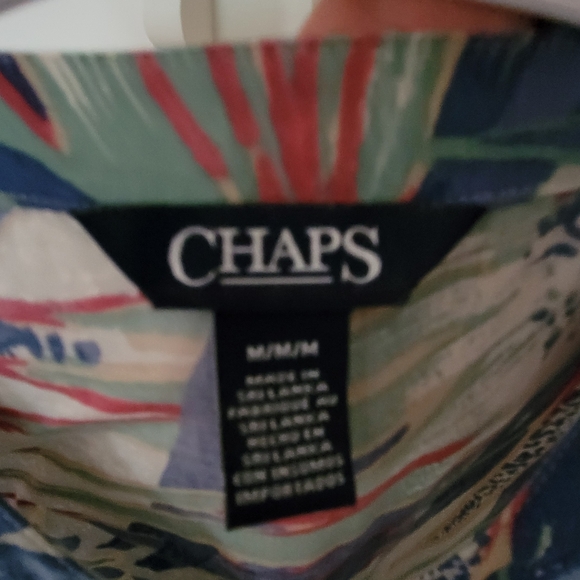 CHAPS
M/M/M
MADE IN
SRI LANKA
FABRIQUÉ AU
SRI LANKA
HECHO EN
SRI LANKA
CON INSUMOS
IMPORTADOS